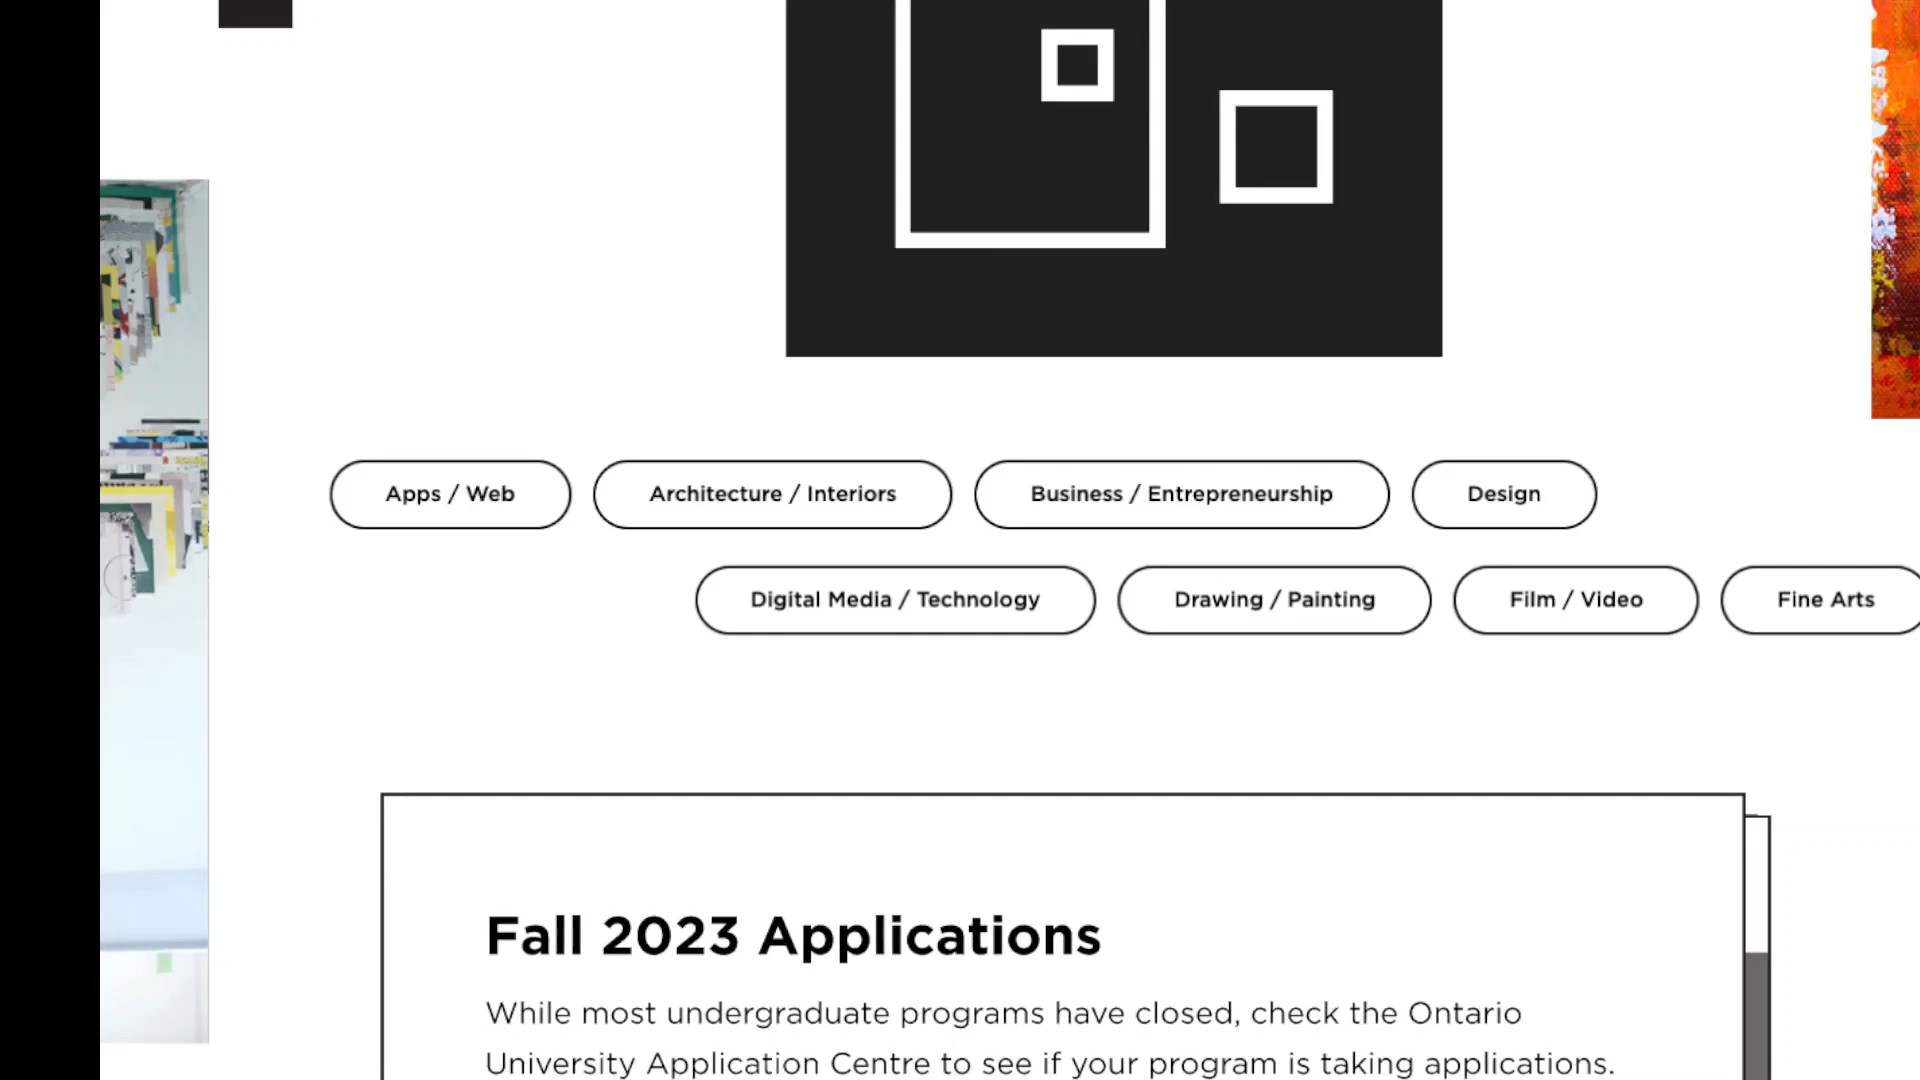 Apps / Web
Architecture / Interiors
Business / Entrepreneurship
Design
Digital Media / Technology
Drawing / Painting
Film / Video
Fine Arts
Fall 2023 Applications
While most undergraduate programs have closed, check the Ontario
University Application Centre to see if your program is taking applications.